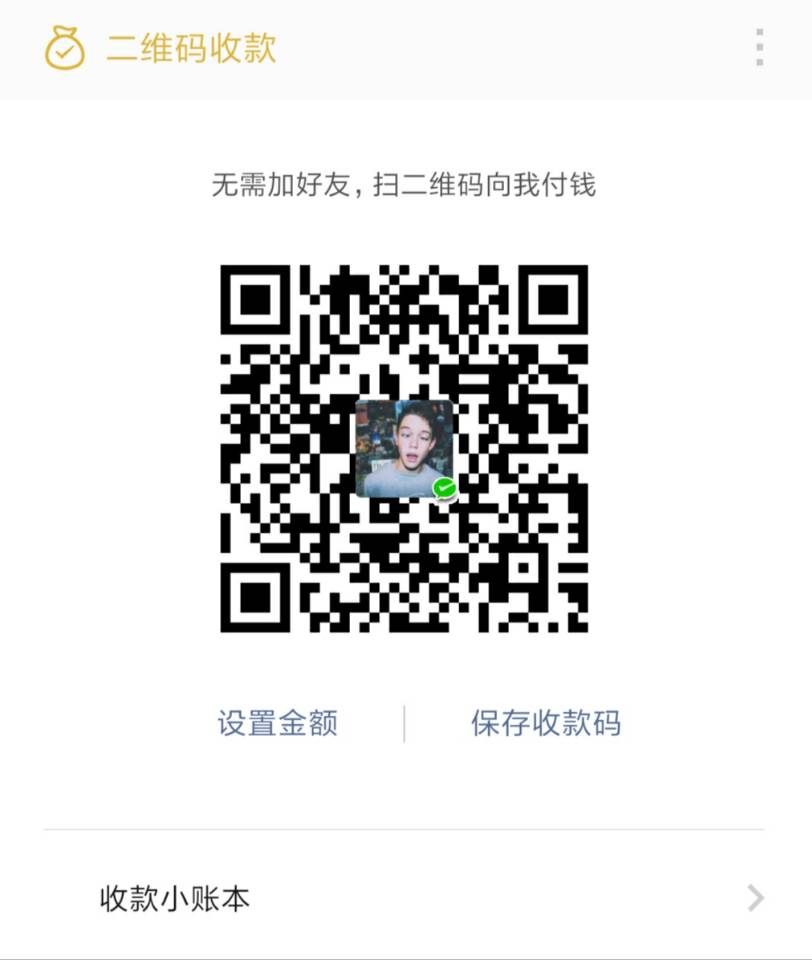 二维码收款
无需加好友，扫二维码向我付钱
设置金额
保存收款码
收款小账本